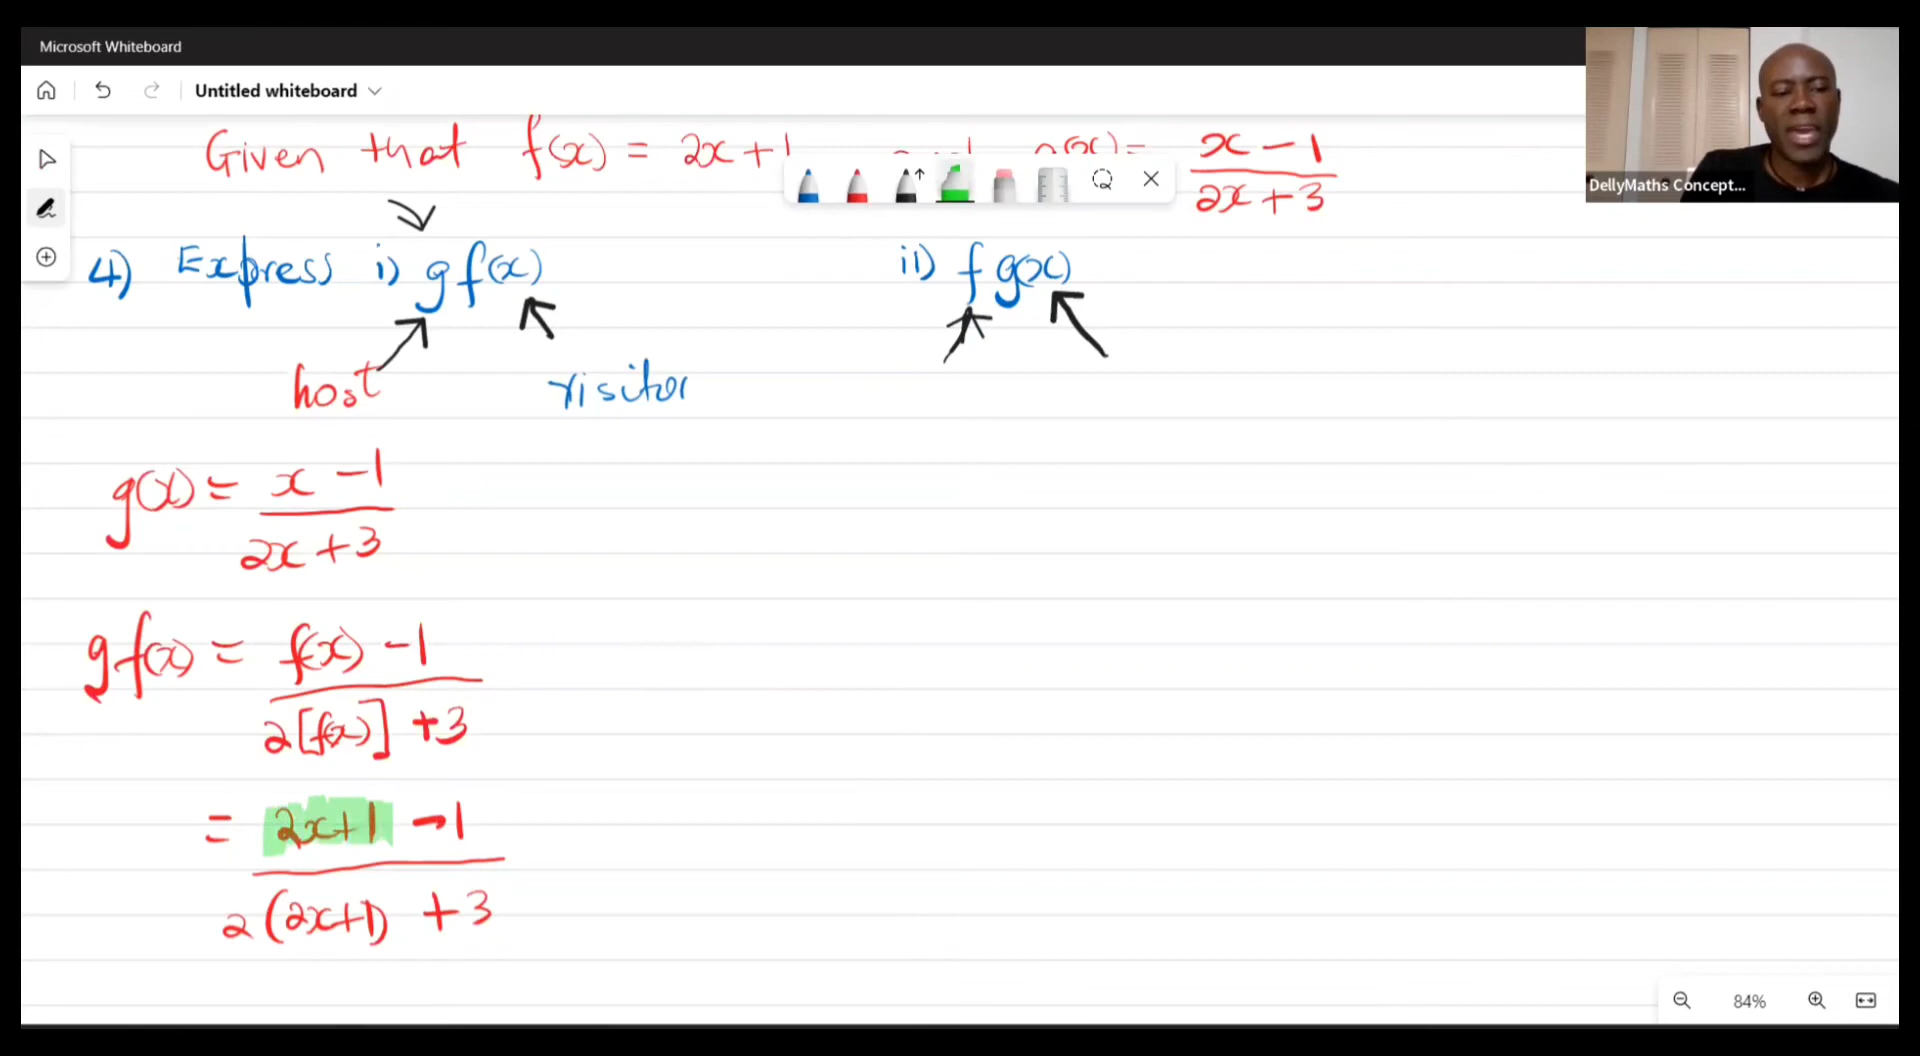 Microsoft Whiteboard
Untitled whiteboard
DellyMaths Concept...
Given that f(x) = 2x+1 g(x) = x-1 / 2x+3
4) Express i) gf(x) ii) fg(x)
host visitor
g(x) = x-1 / 2x+3
gf(x) = f(x) -1 / 2[f(x)] +3
= 2x+1 -1 / 2(2x+1) +3
84%